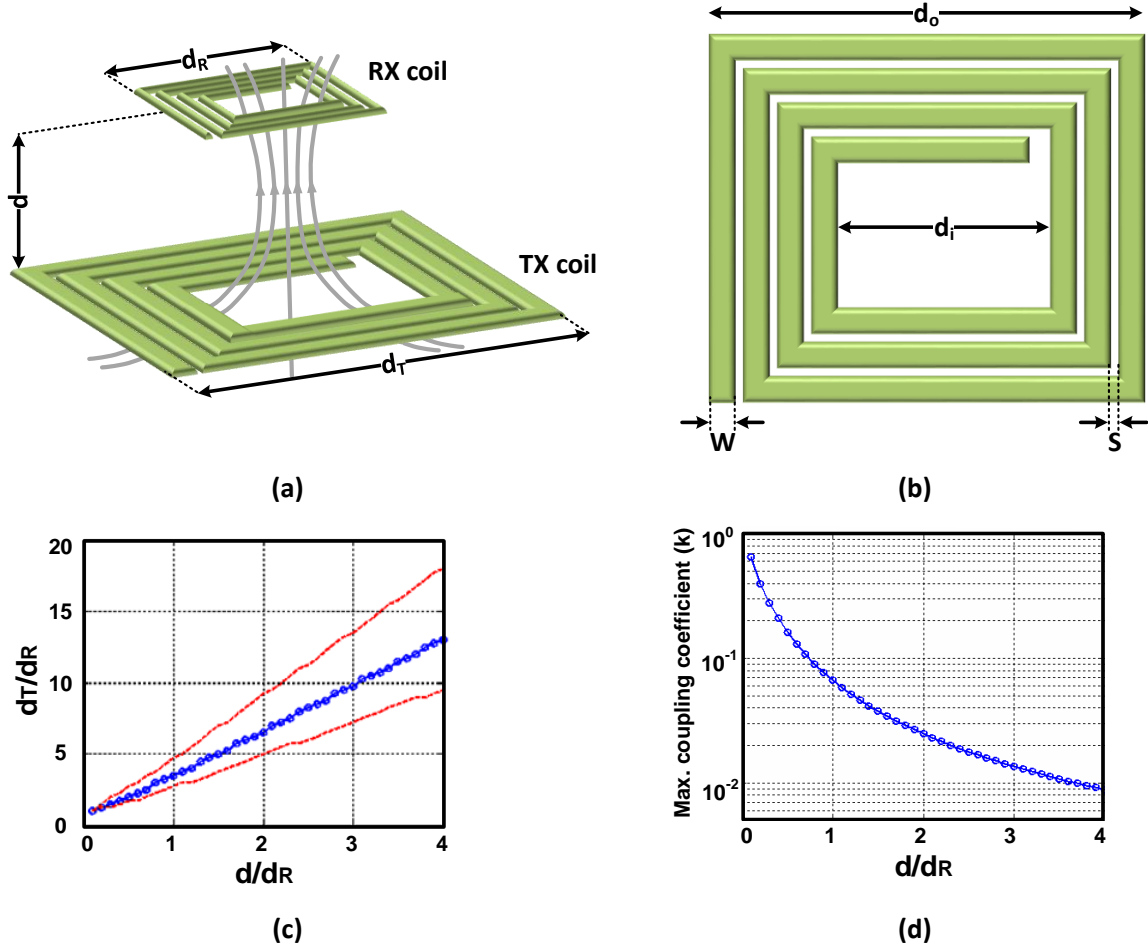 dR
RX coil
d
TX coil
dT
(a)
do
di
W
S
(b)
20
15
10
5
0
dT/dR
0 1 2 3 4
d/dR
(c)
10⁰
10⁻¹
10⁻²
Max. coupling coefficient (k)
0 1 2 3 4
d/dR
(d)